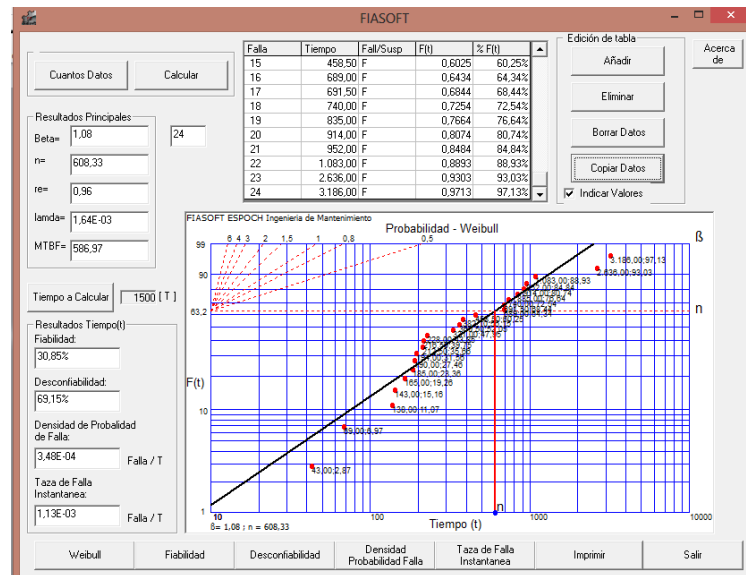 FIASOFT
Cuantos Datos
Calcular
Falla Tiempo Fall/Susp F(t) % F(t)
15 458,50 F 0,6025 60,25%
16 689,00 F 0,6434 64,34%
17 691,50 F 0,6844 68,44%
18 740,00 F 0,7254 72,54%
19 835,00 F 0,7664 76,64%
20 914,00 F 0,8074 80,74%
21 952,00 F 0,8484 84,84%
22 1.083,00 F 0,8893 88,93%
23 2.636,00 F 0,9303 93,03%
24 3.186,00 F 0,9713 97,13%
Edición de tabla
Añadir
Eliminar
Borrar Datos
Copiar Datos
Indicar Valores
Acerca
de
Resultados Principales
Beta= 1,08
24
n= 608,33
re= 0,96
lamda= 1,64E-03
MTBF= 586,97
Tiempo a Calcular 1500 [ T ]
Resultados Tiempo(t)
Fiabilidad:
30,85%
Desconfiabilidad:
69,15%
Densidad de Probalidad
de Falla:
3,48E-04 Falla / T
Taza de Falla
Instantanea:
1,13E-03 Falla / T
FIASOFT ESPOCH Ingenieria de Mantenimiento
Probabilidad - Weibull
6 4 3 2 1,5 1 0,8 0,5
ß
99
90
63,2
n
F(t)
10
1
3.186,00;97,13
2.636,00;93,03
190,00;27,46
185,00;23,36
165,00;19,26
143,00;15,16
138,00;11,07
69,00;6,97
43,00;2,87
n
10 100 1000 10000
Tiempo (t)
ß= 1,08 ; n = 608,33
Weibull
Fiabilidad
Desconfiabilidad
Densidad
Probabilidad Falla
Taza de Falla
Instantanea
Imprimir
Salir